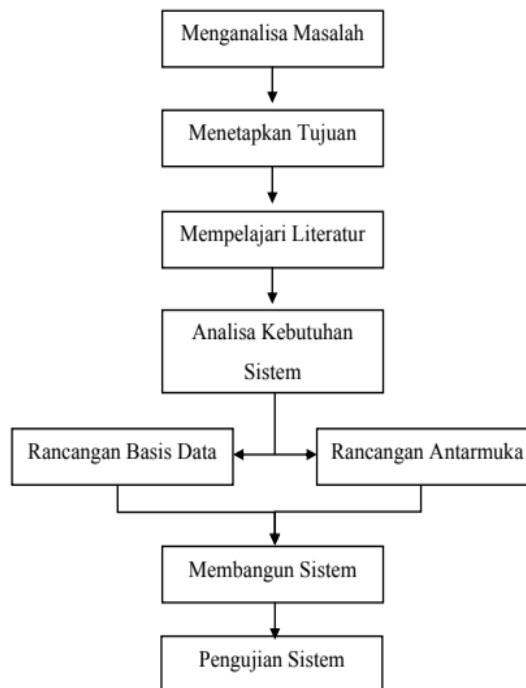 Menganalisa Masalah
Menetapkan Tujuan
Mempelajari Literatur
Analisa Kebutuhan
Sistem
Rancangan Basis Data
Rancangan Antarmuka
Membangun Sistem
Pengujian Sistem